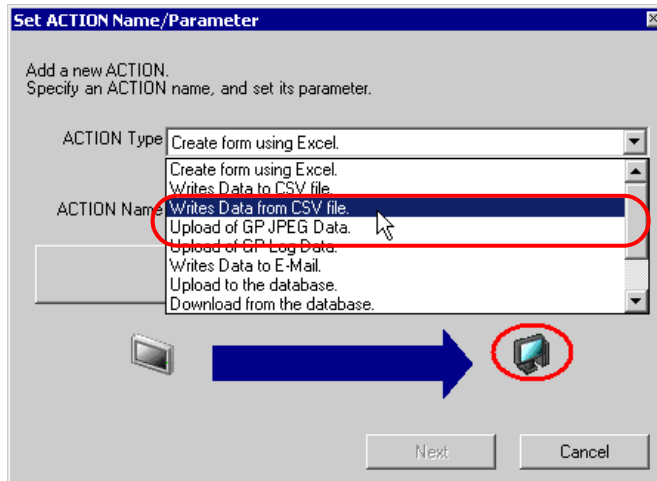 Set ACTION Name/Parameter
Add a new ACTION.
Specify an ACTION name, and set its parameter.
ACTION Type
Create form using Excel.
Create form using Excel.
Writes Data to CSV file.
ACTION Name
Writes Data from CSV file.
Upload of GP JPEG Data.
Upload of GP Log Data.
Writes Data to E-Mail.
Upload to the database.
Download from the database.
Next
Cancel